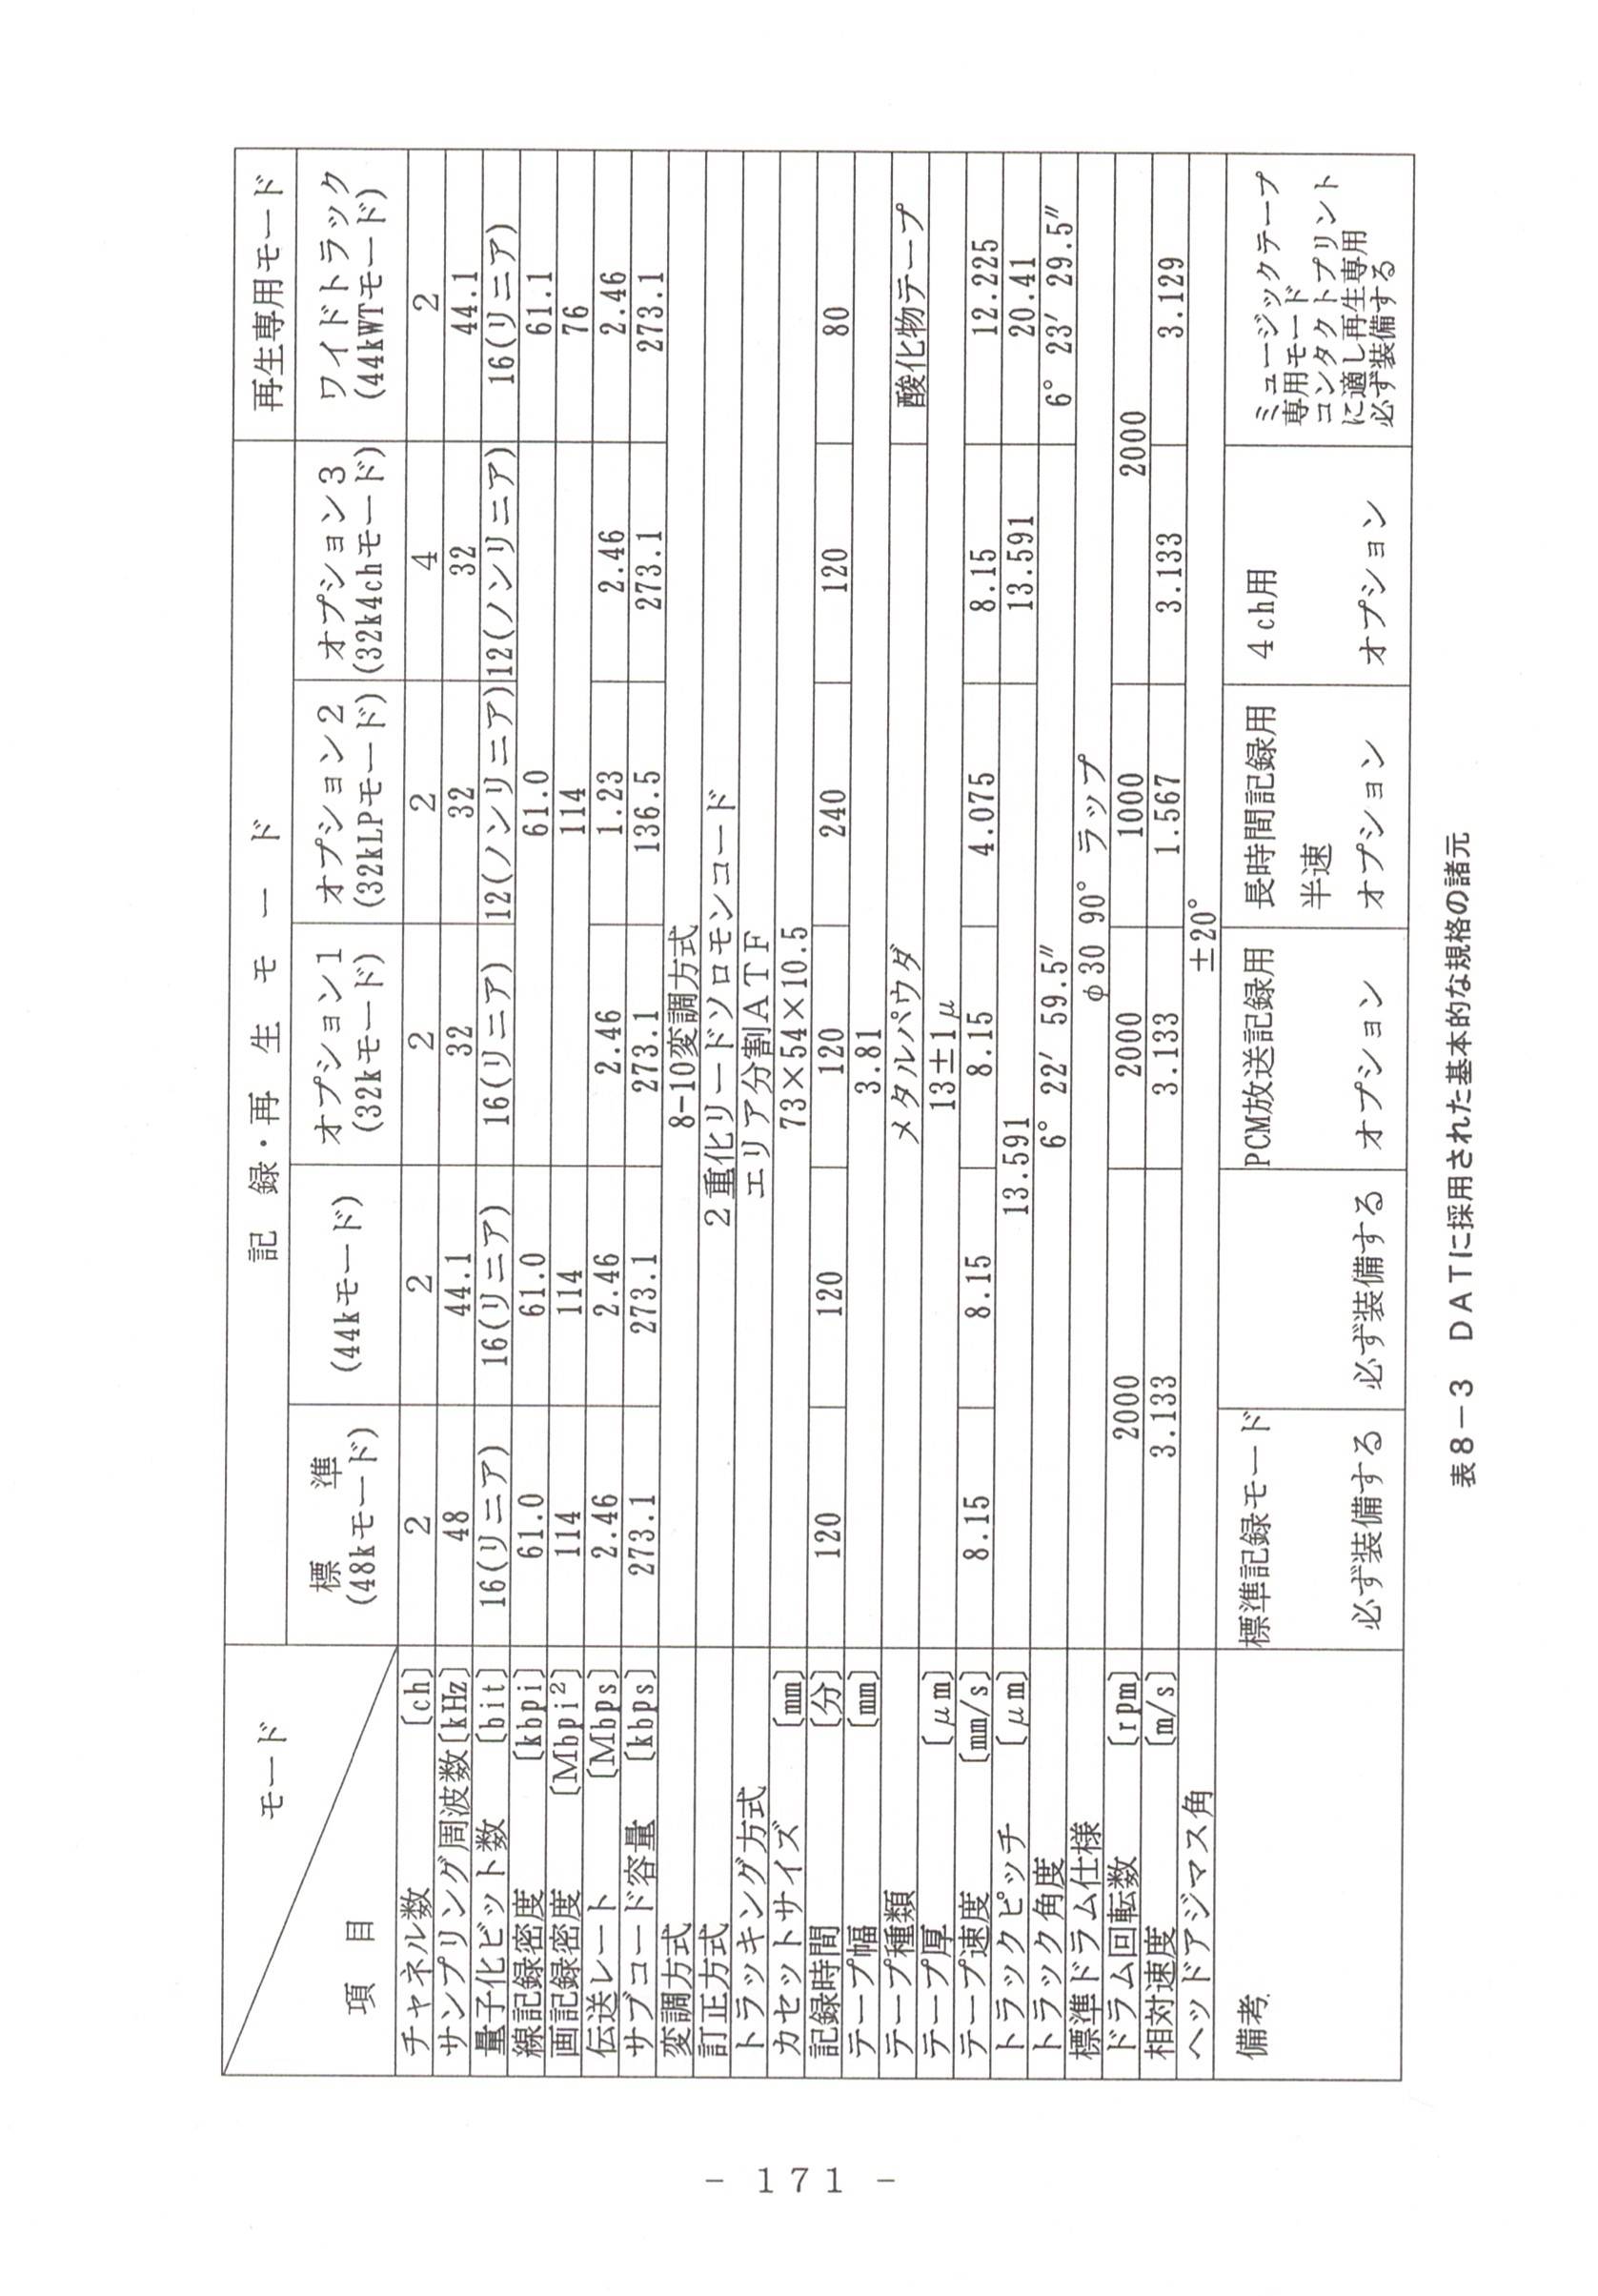 モード
項 目
記 録 ・ 再 生 モ ー ド
再生専用モード
標 準
(48kモード)
(44kモード)
オプション1
(32kモード)
オプション2
(32kLPモード)
オプション3
(32k4chモード)
ワイドトラック
(44kWTモード)
チャネル数 〔ch〕 2 2 2 2 4 2
サンプリング周波数〔kHz〕 48 44.1 32 32 32 44.1
量子化ビット数 〔bit〕 16(リニア) 16(リニア) 16(リニア) 12(ノンリニア) 12(ノンリニア) 16(リニア)
線記録密度 〔kbpi〕 61.0 61.0 61.0 61.1
画記録密度 〔Mbpi²〕 114 114 114 76
伝送レート 〔Mbps〕 2.46 2.46 2.46 1.23 2.46 2.46
サブコード容量 〔kbps〕 273.1 273.1 273.1 136.5 273.1 273.1
変調方式 8-10変調方式
訂正方式 2重化リードソロモンコード
トラッキング方式 エリア分割ATF
カセットサイズ 〔mm〕 73×54×10.5
記録時間 〔分〕 120 120 120 240 120 80
テープ幅 〔mm〕 3.81
テープ種類 メタルパウダ 酸化物テープ
テープ厚 〔μm〕 13±1μ
テープ速度 〔mm/s〕 8.15 8.15 8.15 4.075 8.15 12.225
トラックピッチ 〔μm〕 13.591 13.591 20.41
トラック角度 6° 22′ 59.5″ 6° 23′ 29.5″
標準ドラム仕様 φ30 90° ラップ
ドラム回転数 〔rpm〕 2000 2000 1000 2000
相対速度 〔m/s〕 3.133 3.133 1.567 3.133 3.129
ヘッドアジマス角 ±20°
備考
標準記録モード
必ず装備する
必ず装備する
PCM放送記録用
オプション
長時間記録用
半速
オプション
4ch用
オプション
ミュージックテープ
専用モード
コンタクトプリント
に適し再生専用
必ず装備する
表8-3 DATに採用された基本的な規格の諸元
- 171 -